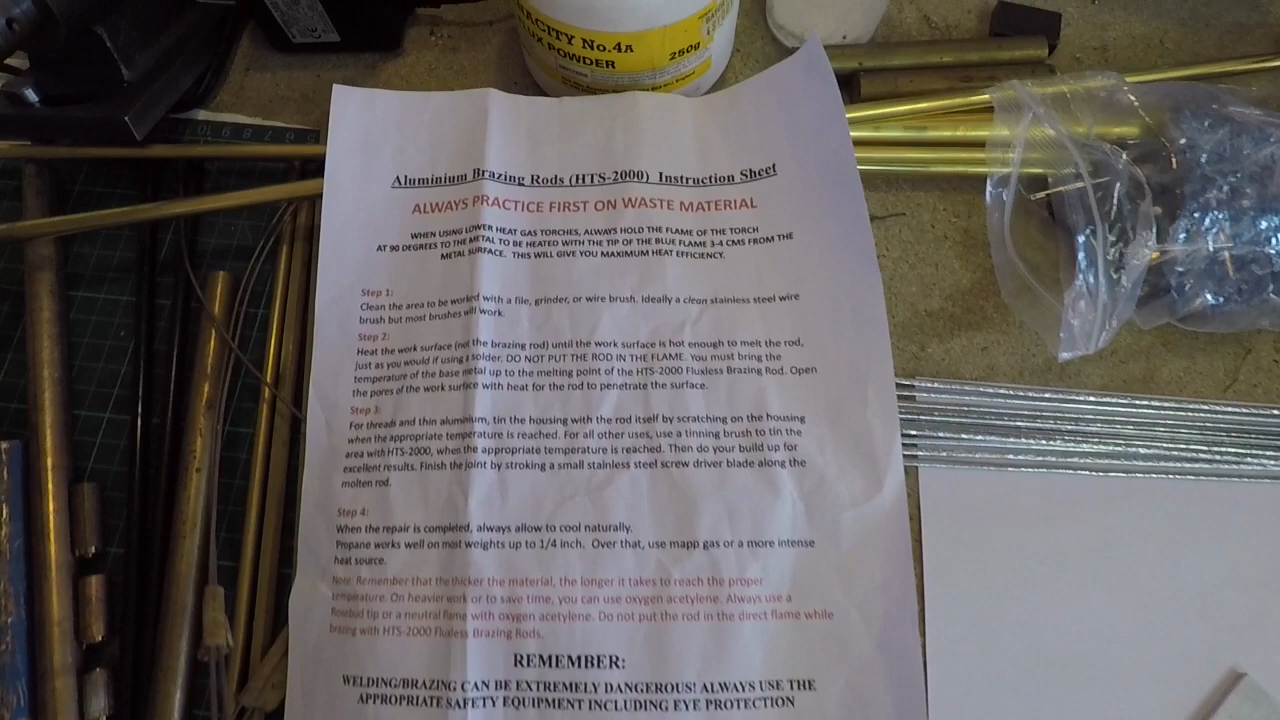 ACITY No.4A
UX POWDER
250g
10 9 8 7 6 5
Aluminium Brazing Rods (HTS-2000) Instruction Sheet
ALWAYS PRACTICE FIRST ON WASTE MATERIAL
WHEN USING LOWER HEAT GAS TORCHES, ALWAYS HOLD THE FLAME OF THE TORCH
AT 90 DEGREES TO THE METAL TO BE HEATED WITH THE TIP OF THE BLUE FLAME 3-4 CMS FROM THE
METAL SURFACE. THIS WILL GIVE YOU MAXIMUM HEAT EFFICIENCY.
Step 1:
Clean the area to be worked with a file, grinder, or wire brush. Ideally a clean stainless steel wire
brush but most brushes will work.
Step 2:
Heat the work surface (not the brazing rod) until the work surface is hot enough to melt the rod,
just as you would if using a solder. DO NOT PUT THE ROD IN THE FLAME. You must bring the
temperature of the base metal up to the melting point of the HTS-2000 Fluxless Brazing Rod. Open
the pores of the work surface with heat for the rod to penetrate the surface.
Step 3:
For threads and thin aluminium, tin the housing with the rod itself by scratching on the housing
when the appropriate temperature is reached. For all other uses, use a tinning brush to tin the
area with HTS-2000, when the appropriate temperature is reached. Then do your build up for
excellent results. Finish the joint by stroking a small stainless steel screw driver blade along the
molten rod.
Step 4:
When the repair is completed, always allow to cool naturally.
Propane works well on most weights up to 1/4 inch. Over that, use mapp gas or a more intense
heat source.
Note: Remember that the thicker the material, the longer it takes to reach the proper
temperature. On heavier work or to save time, you can use oxygen acetylene. Always use a
Rosebud tip or a neutral flame with oxygen acetylene. Do not put the rod in the direct flame while
brazing with HTS-2000 Fluxless Brazing Rods.
REMEMBER:
WELDING/BRAZING CAN BE EXTREMELY DANGEROUS! ALWAYS USE THE
APPROPRIATE SAFETY EQUIPMENT INCLUDING EYE PROTECTION